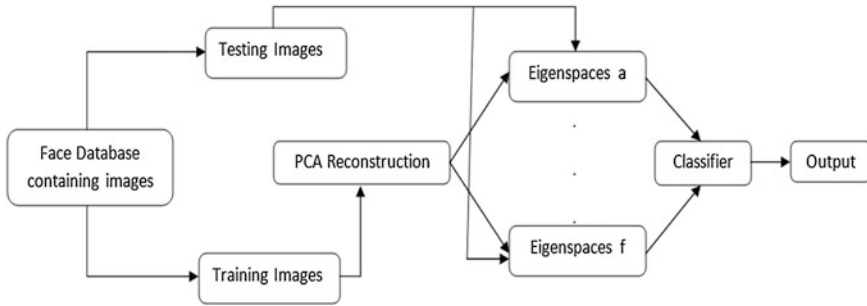 Testing Images
Eigenspaces a
Face Database
containing images
PCA Reconstruction
Classifier
Output
Training Images
Eigenspaces f